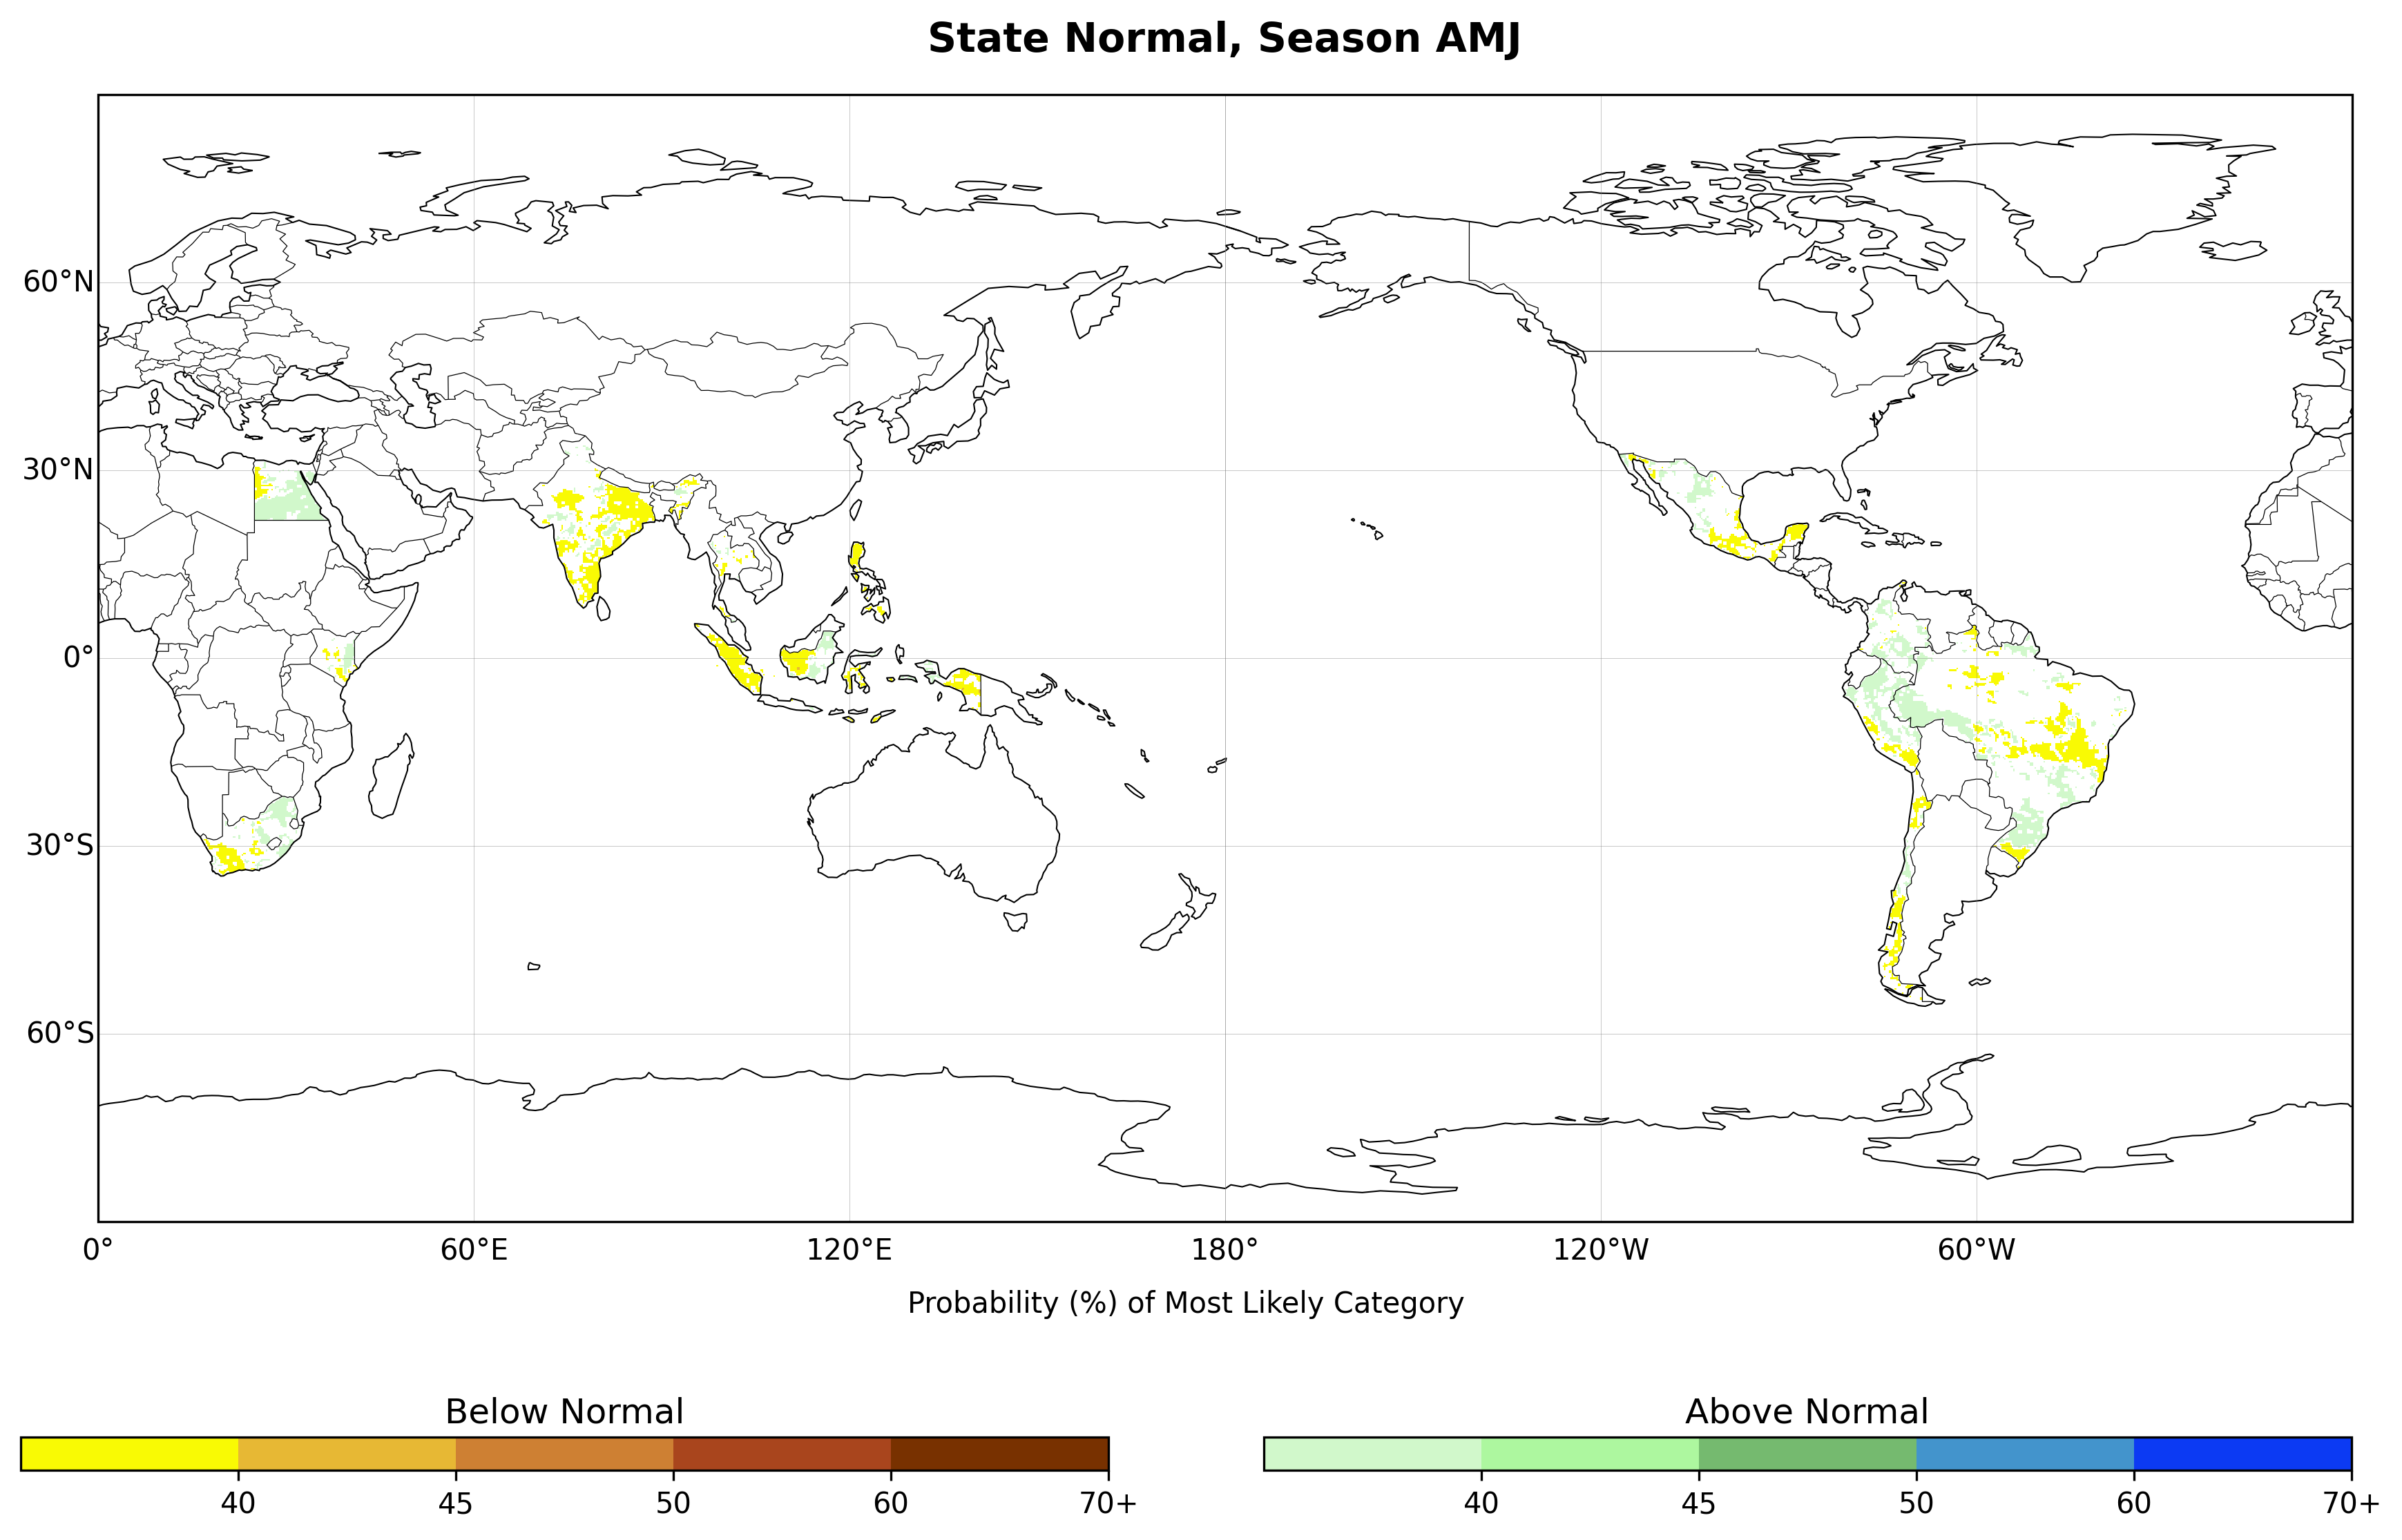 State Normal, Season AMJ
60°N
30°N
0°
30°S
60°S
0° 60°E 120°E 180° 120°W 60°W
Probability (%) of Most Likely Category
Below Normal
40 45 50 60 70+
Above Normal
40 45 50 60 70+